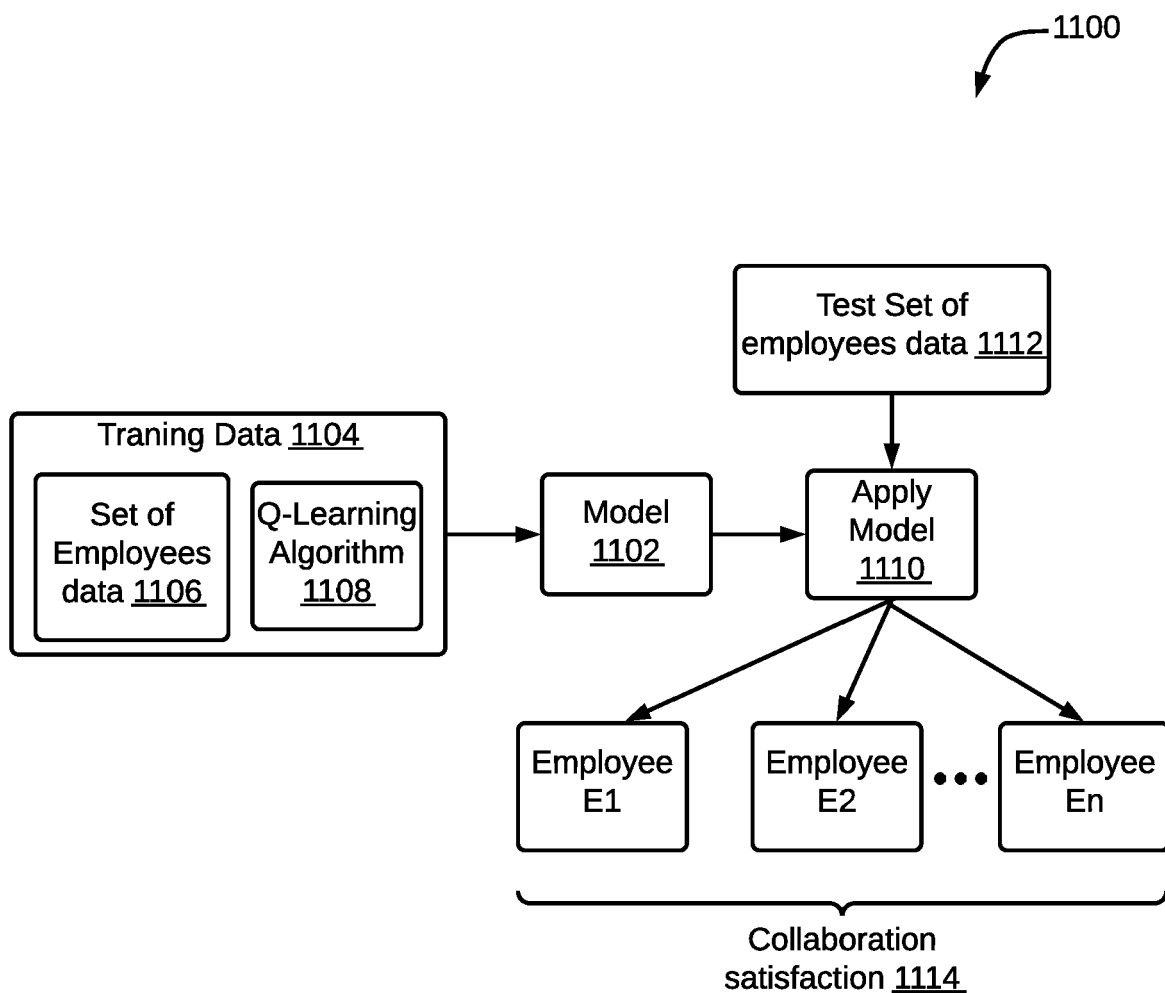 1100
Test Set of
employees data 1112
Traning Data 1104
Set of
Employees
data 1106
Q-Learning
Algorithm
1108
Model
1102
Apply
Model
1110
Employee
E1
Employee
E2
Employee
En
Collaboration
satisfaction 1114